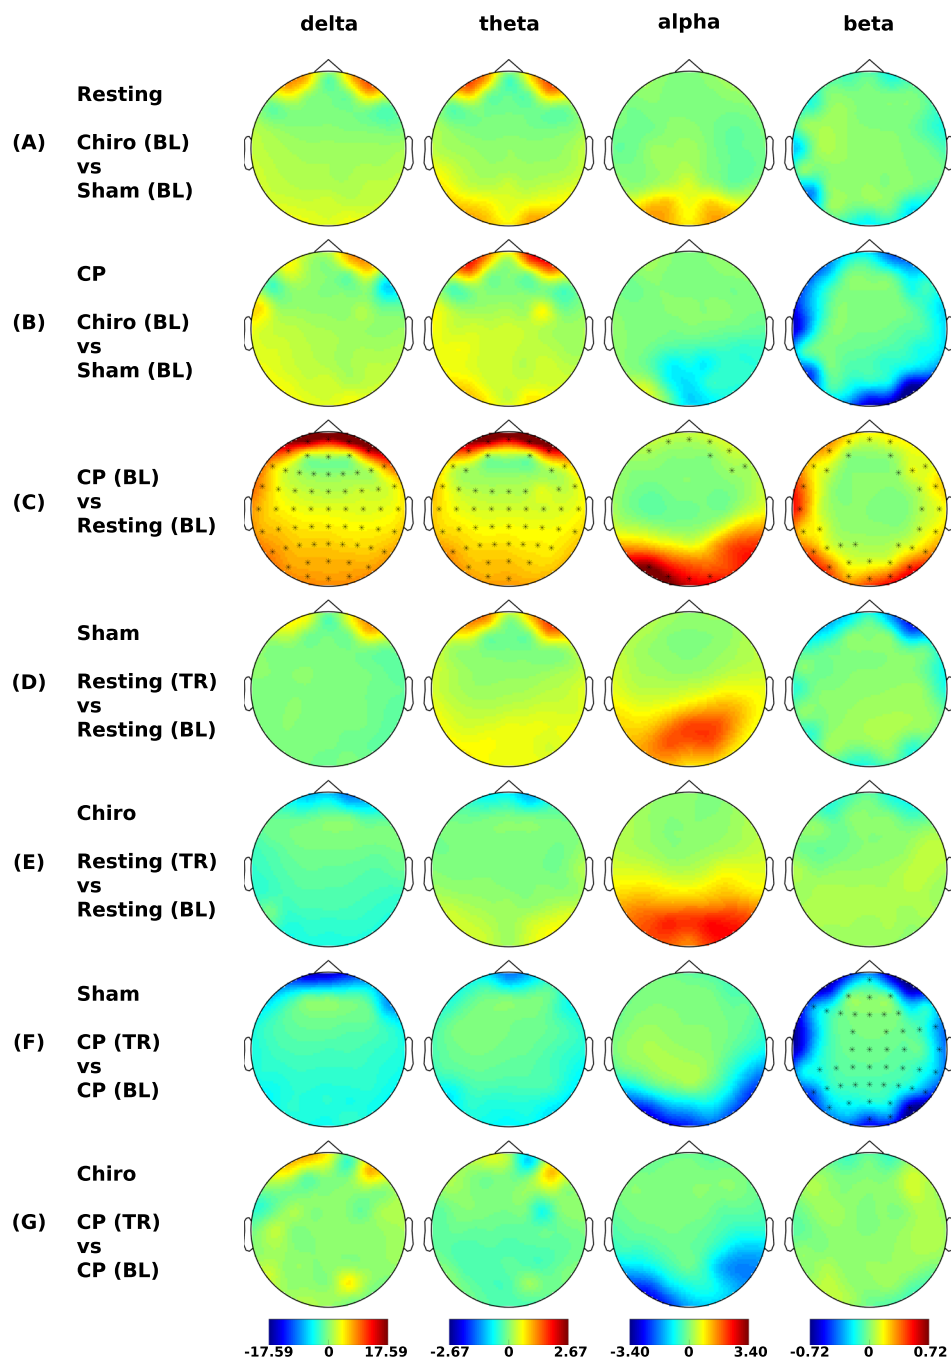 delta theta alpha beta
Resting
(A) Chiro (BL)
vs
Sham (BL)
CP
(B) Chiro (BL)
vs
Sham (BL)
CP (BL)
(C) vs
Resting (BL)
Sham
(D) Resting (TR)
vs
Resting (BL)
Chiro
(E) Resting (TR)
vs
Resting (BL)
Sham
(F) CP (TR)
vs
CP (BL)
Chiro
(G) CP (TR)
vs
CP (BL)
-17.59 0 17.59 -2.67 0 2.67 -3.40 0 3.40 -0.72 0 0.72